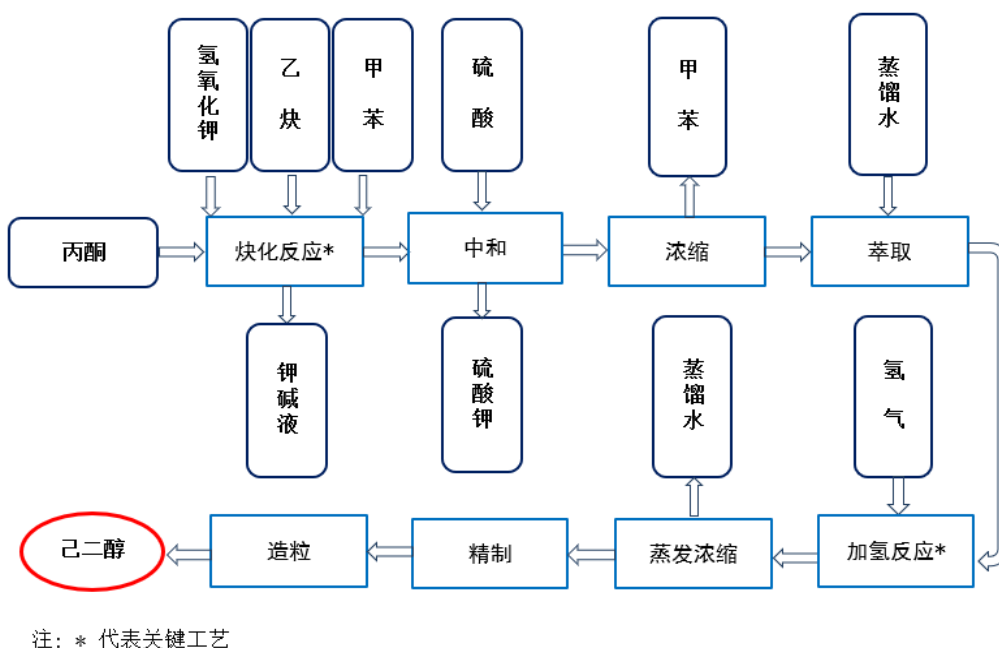 氢氧化钾
乙炔
甲苯
硫酸
甲苯
蒸馏水
丙酮
炔化反应*
中和
浓缩
萃取
钾碱液
硫酸钾
蒸馏水
氢气
己二醇
造粒
精制
蒸发浓缩
加氢反应*
注: * 代表关键工艺